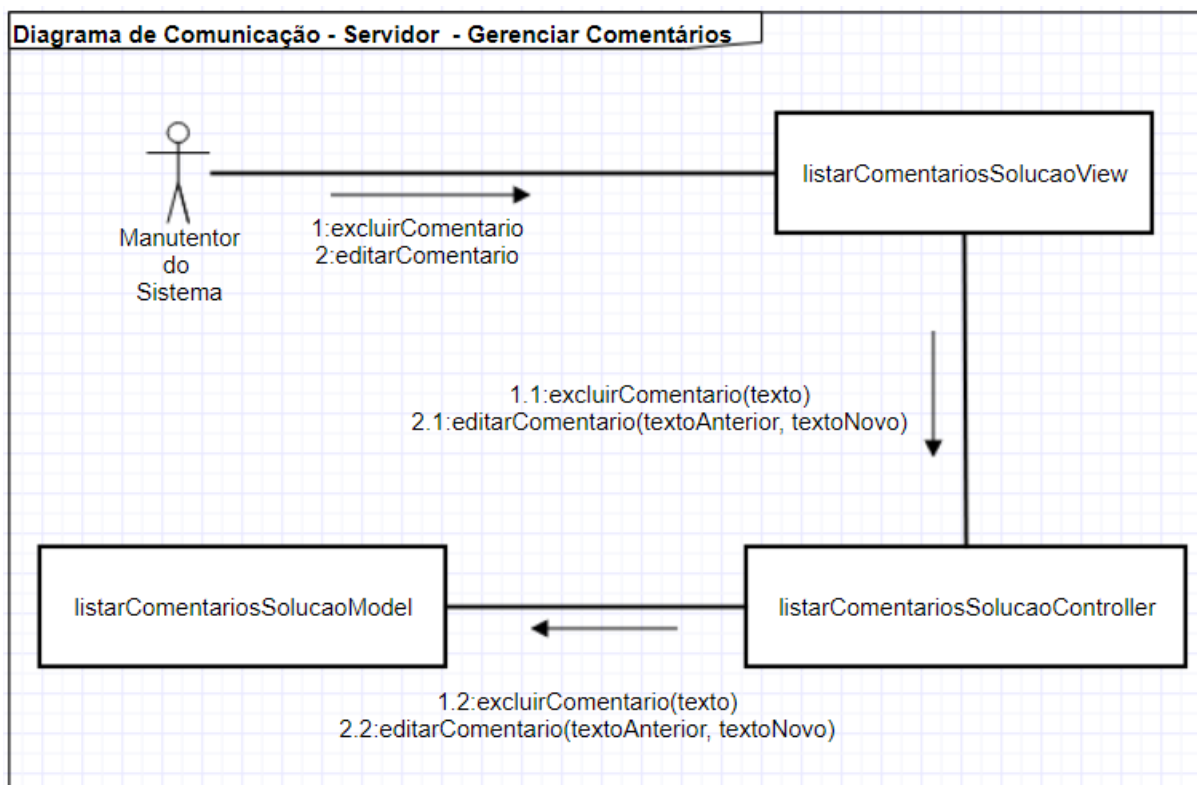 Diagrama de Comunicação - Servidor - Gerenciar Comentários
listarComentariosSolucaoView
1:excluirComentario
2:editarComentario
Manutentor
do
Sistema
1.1:excluirComentario(texto)
2.1:editarComentario(textoAnterior, textoNovo)
listarComentariosSolucaoModel
listarComentariosSolucaoController
1.2:excluirComentario(texto)
2.2:editarComentario(textoAnterior, textoNovo)